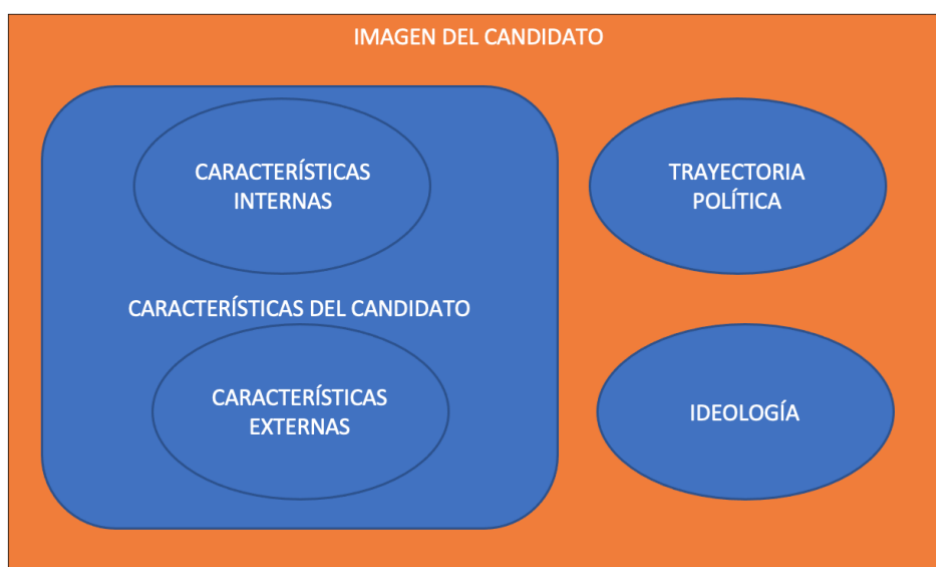 IMAGEN DEL CANDIDATO
CARACTERÍSTICAS
INTERNAS
TRAYECTORIA
POLÍTICA
CARACTERÍSTICAS DEL CANDIDATO
CARACTERÍSTICAS
EXTERNAS
IDEOLOGÍA